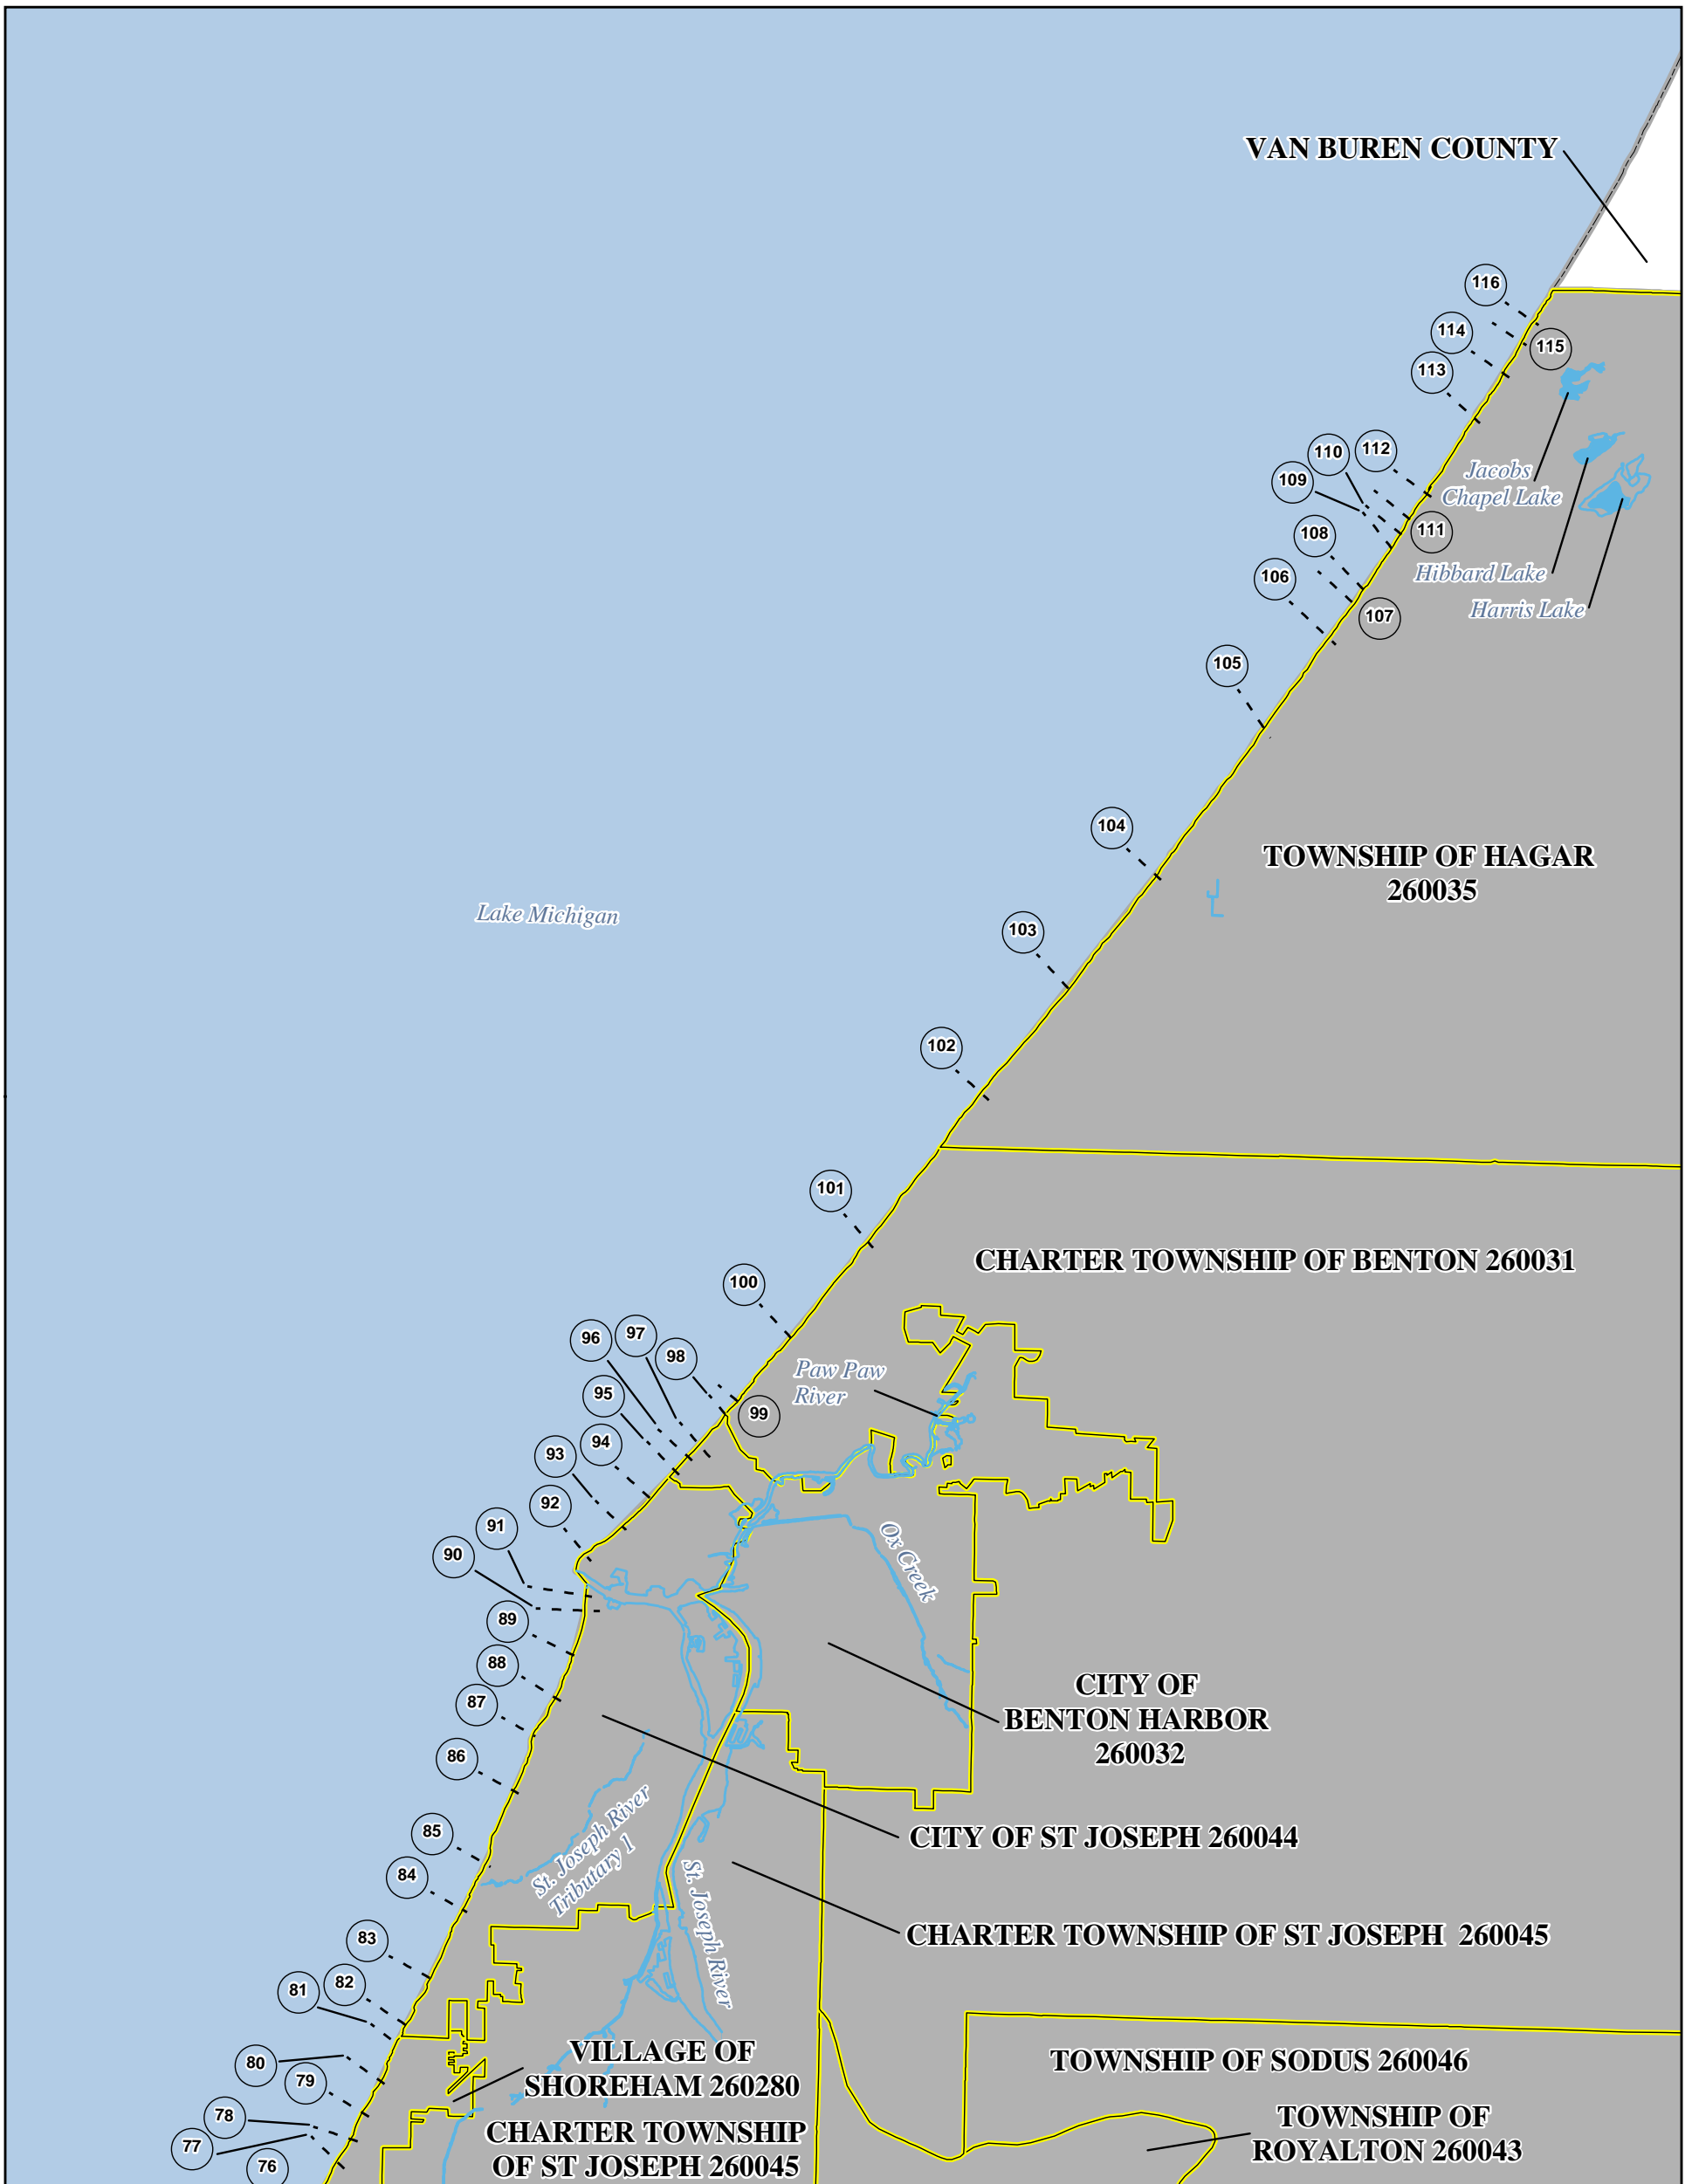 VAN BUREN COUNTY
116
114
115
113
112
110
109
Jacobs
Chapel Lake
111
108
106
Hibbard Lake
Harris Lake
107
105
104
TOWNSHIP OF HAGAR
260035
Lake Michigan
103
102
101
CHARTER TOWNSHIP OF BENTON 260031
100
97
96
98
Paw Paw
River
95
99
94
93
92
91
90
Ox Creek
89
88
87
CITY OF
BENTON HARBOR
260032
86
85
St. Joseph River
Tributary 1
CITY OF ST JOSEPH 260044
84
St. Joseph River
83
CHARTER TOWNSHIP OF ST JOSEPH 260045
82
81
80
79
VILLAGE OF
SHOREHAM 260280
TOWNSHIP OF SODUS 260046
78
77
76
CHARTER TOWNSHIP
OF ST JOSEPH 260045
TOWNSHIP OF
ROYALTON 260043